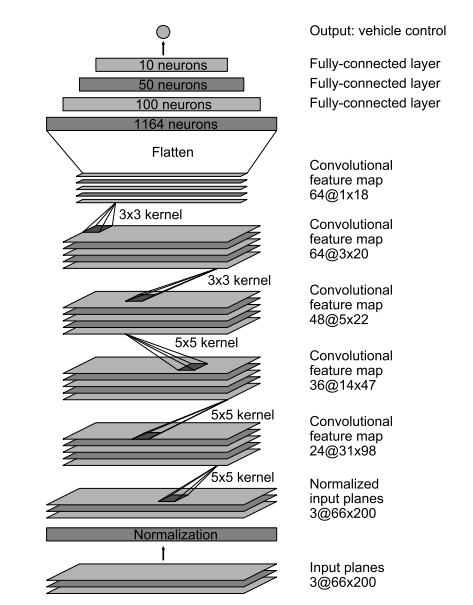 Output: vehicle control
10 neurons
Fully-connected layer
50 neurons
Fully-connected layer
100 neurons
Fully-connected layer
1164 neurons
Flatten
Convolutional
feature map
64@1x18
3x3 kernel
Convolutional
feature map
64@3x20
3x3 kernel
Convolutional
feature map
48@5x22
5x5 kernel
Convolutional
feature map
36@14x47
5x5 kernel
Convolutional
feature map
24@31x98
5x5 kernel
Normalized
input planes
3@66x200
Normalization
Input planes
3@66x200